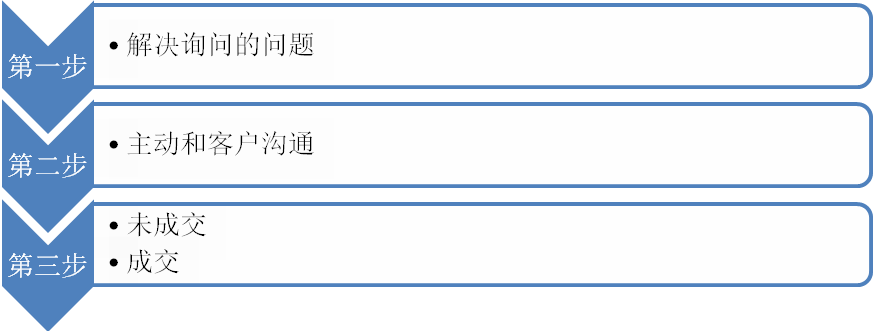 第一步
• 解决询问的问题
第二步
• 主动和客户沟通
第三步
• 未成交
• 成交